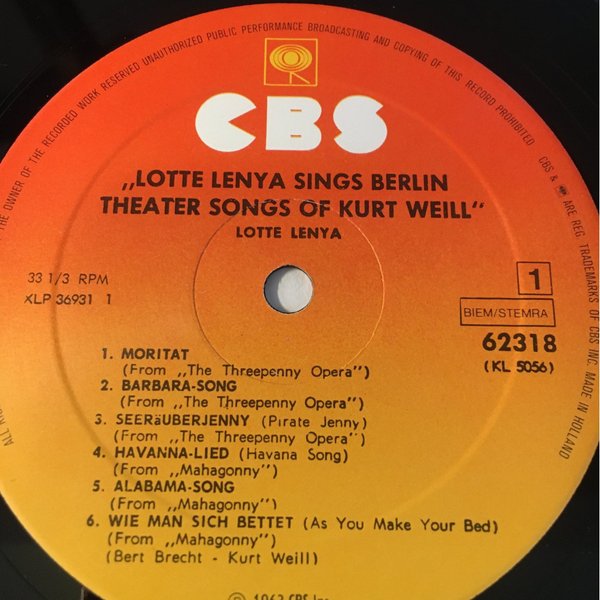 THE OWNER OF THE RECORDED WORK RESERVED UNAUTHORIZED PUBLIC PERFORMANCE BROADCASTING AND COPYING OF THIS RECORD PROHIBITED
CBS & ARE REG. TRADEMARKS OF CBS INC. MADE IN HOLLAND
CBS
„LOTTE LENYA SINGS BERLIN
THEATER SONGS OF KURT WEILL"
LOTTE LENYA
33 1/3 RPM
XLP 36931 1
1
BIEM/STEMRA
62318
(KL 5056)
1. MORITAT
(From „The Threepenny Opera")
2. BARBARA-SONG
(From „The Threepenny Opera")
3. SEERäUBERJENNY (Pirate Jenny)
(From „The Threepenny Opera")
4. HAVANNA-LIED (Havana Song)
(From „Mahagonny")
5. ALABAMA-SONG
(From „Mahagonny")
6. WIE MAN SICH BETTET (As You Make Your Bed)
(From „Mahagonny")
(Bert Brecht - Kurt Weill)
ALL